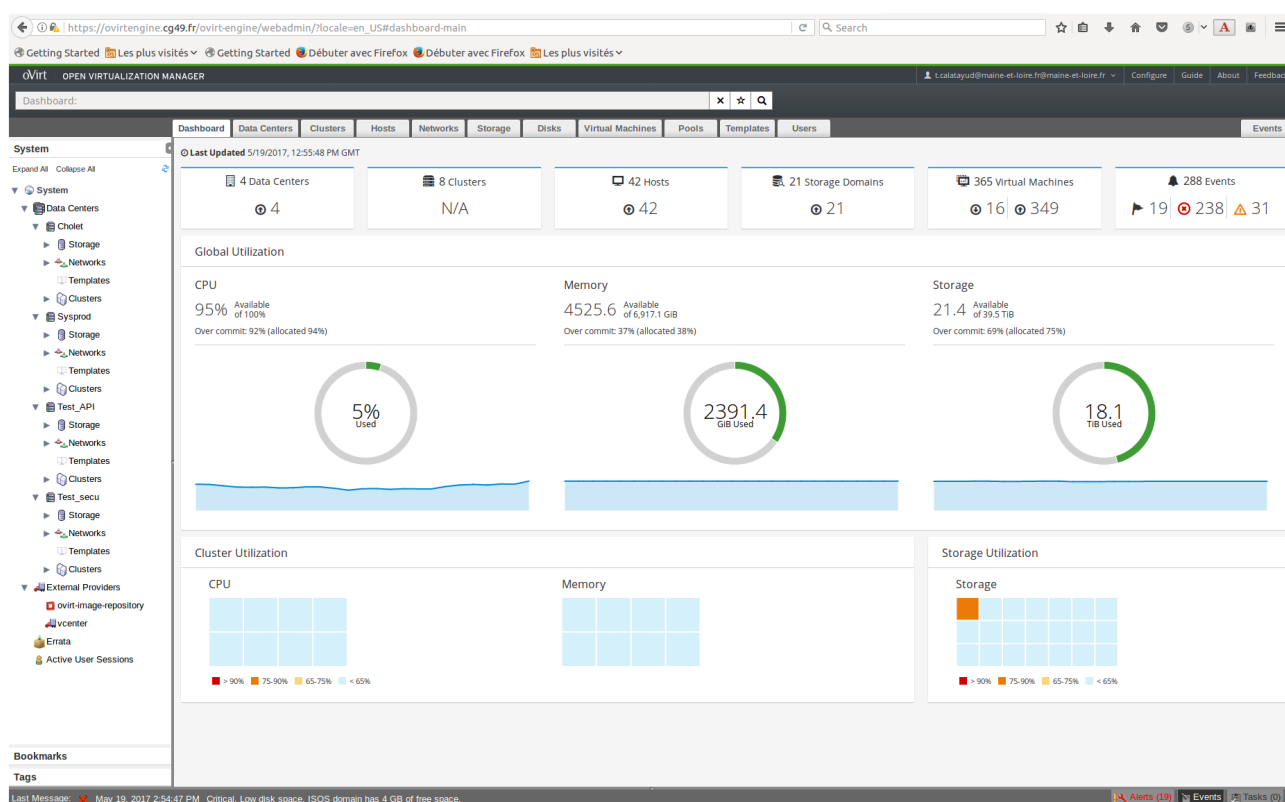 https://ovirtengine.cg49.fr/ovirt-engine/webadmin/?locale=en_US#dashboard-main
Search
Getting Started Les plus visités Getting Started Débuter avec Firefox Débuter avec Firefox Les plus visités
oVirt OPEN VIRTUALIZATION MANAGER
t.calatayud@maine-et-loire.fr@maine-et-loire.fr Configure Guide About Feedbac
Dashboard:
Dashboard Data Centers Clusters Hosts Networks Storage Disks Virtual Machines Pools Templates Users Events
System
Expand All Collapse All
System
Data Centers
Cholet
Storage
Networks
Templates
Clusters
Sysprod
Storage
Networks
Templates
Clusters
Test_API
Storage
Networks
Templates
Clusters
Test_secu
Storage
Networks
Templates
Clusters
External Providers
ovirt-image-repository
vcenter
Errata
Active User Sessions
Bookmarks
Tags
Last Updated 5/19/2017, 12:55:48 PM GMT
4 Data Centers
4
8 Clusters
N/A
42 Hosts
42
21 Storage Domains
21
365 Virtual Machines
16 349
288 Events
19 238 31
Global Utilization
CPU
95% Available of 100%
Over commit: 92% (allocated 94%)
5%
Used
Memory
4525.6 Available of 6,917.1 GiB
Over commit: 37% (allocated 38%)
2391.4
GiB Used
Storage
21.4 Available of 39.5 TiB
Over commit: 69% (allocated 75%)
18.1
TiB Used
Cluster Utilization
CPU
> 90% 75-90% 65-75% < 65%
Memory
Storage Utilization
Storage
> 90% 75-90% 65-75% < 65%
Last Message: May 19, 2017 2:54:47 PM Critical, Low disk space. ISOS domain has 4 GB of free space.
Alerts (19) Events Tasks (0)